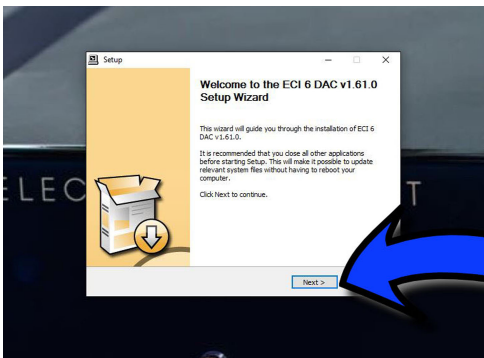 Setup
Welcome to the ECI 6 DAC v1.61.0
Setup Wizard
This wizard will guide you through the installation of ECI 6
DAC v1.61.0.
It is recommended that you close all other applications
before starting Setup. This will make it possible to update
relevant system files without having to reboot your
computer.
Click Next to continue.
ELEC
T
Next >